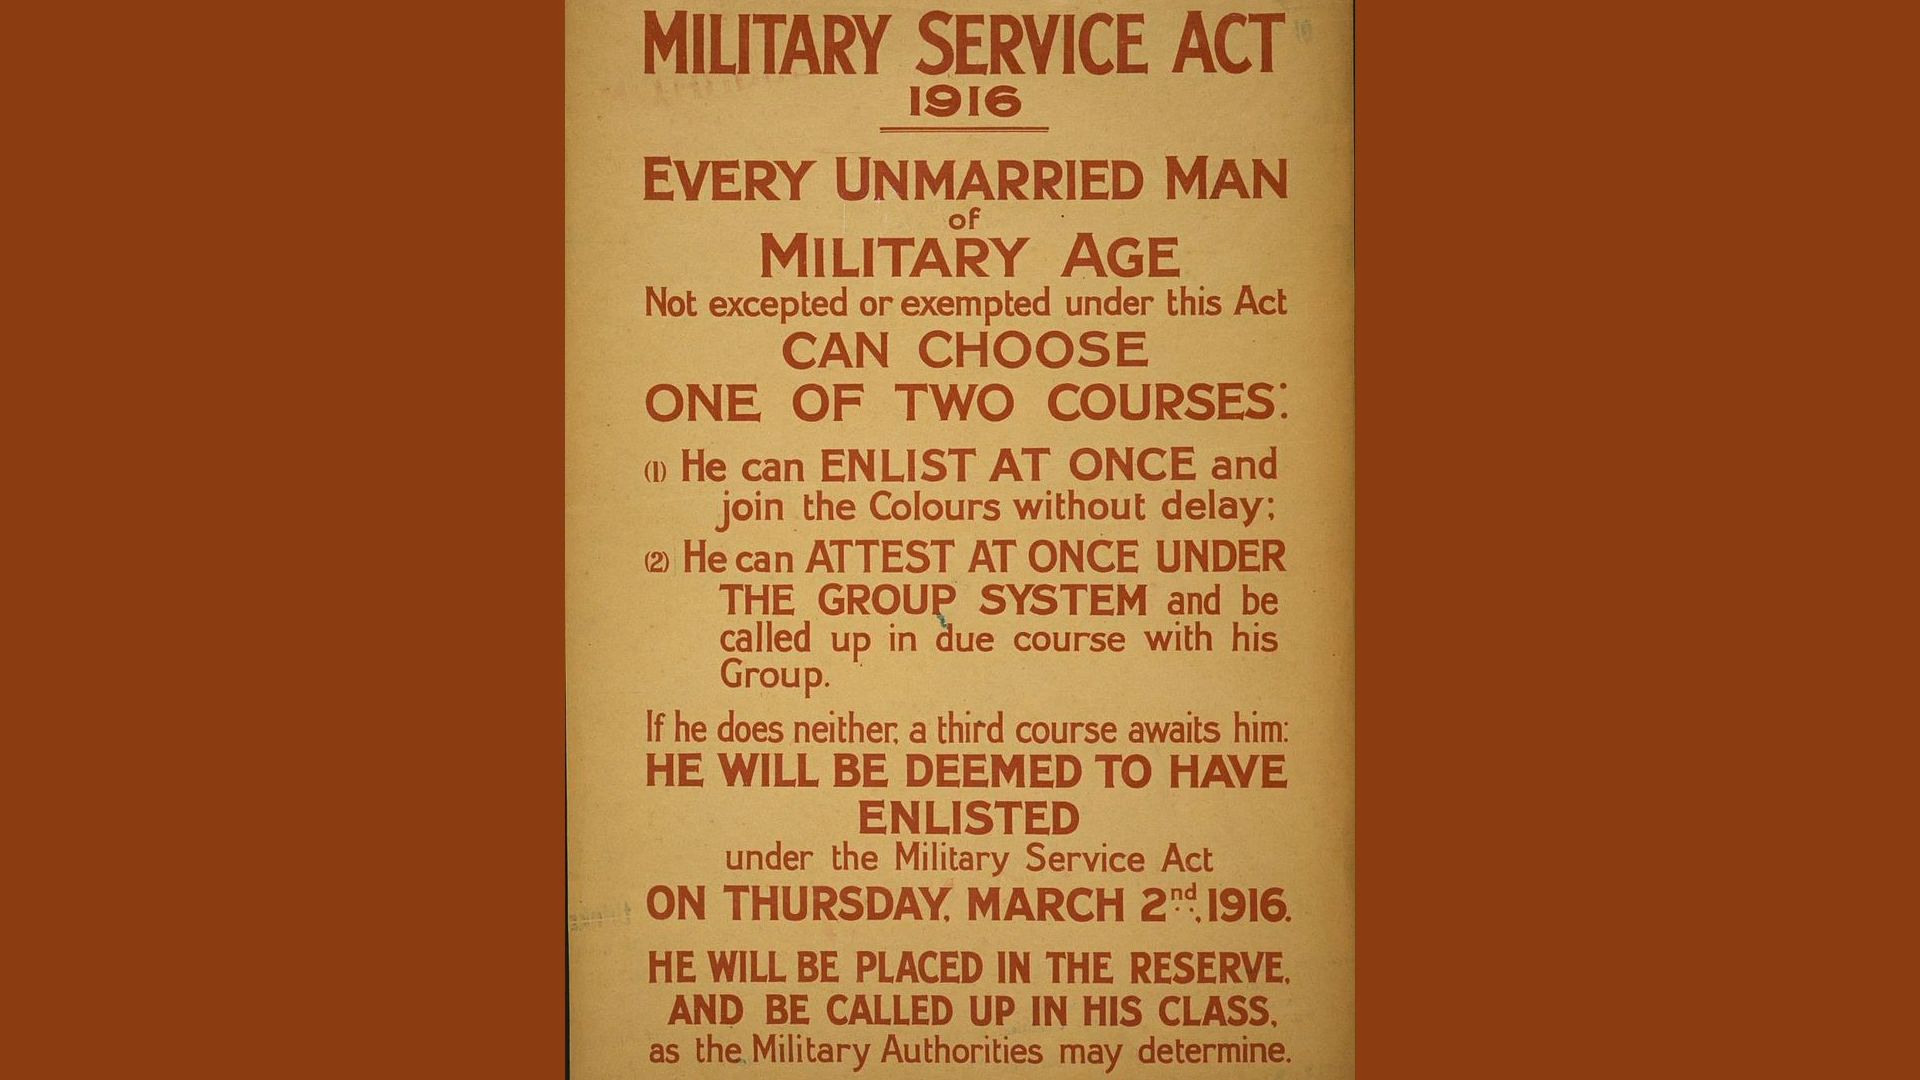 MILITARY SERVICE ACT
1916
EVERY UNMARRIED MAN
of
MILITARY AGE
Not excepted or exempted under this Act
CAN CHOOSE
ONE OF TWO COURSES:
(1) He can ENLIST AT ONCE and
join the Colours without delay;
(2) He can ATTEST AT ONCE UNDER
THE GROUP SYSTEM and be
called up in due course with his
Group.
If he does neither, a third course awaits him:
HE WILL BE DEEMED TO HAVE
ENLISTED
under the Military Service Act
ON THURSDAY, MARCH 2nd, 1916.
HE WILL BE PLACED IN THE RESERVE,
AND BE CALLED UP IN HIS CLASS,
as the Military Authorities may determine.